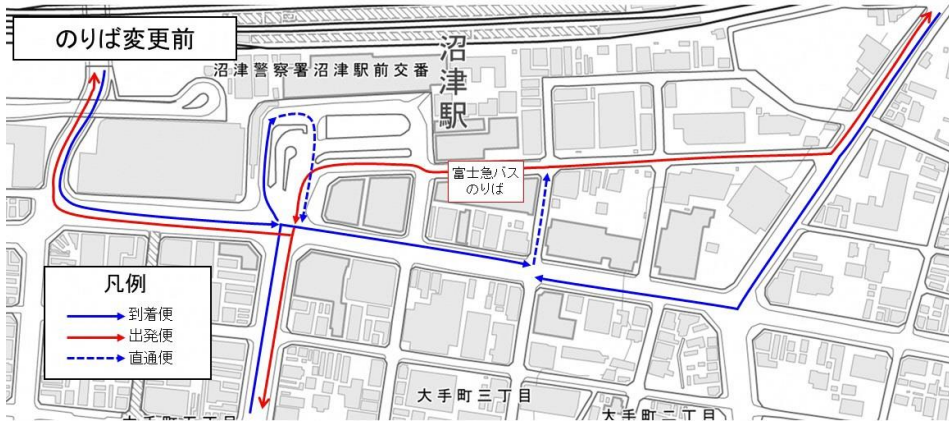 のりば変更前
沼津警察署沼津駅前交番
沼津駅
富士急バス
のりば
凡例
到着便
出発便
直通便
大手町三丁目
大手町二丁目